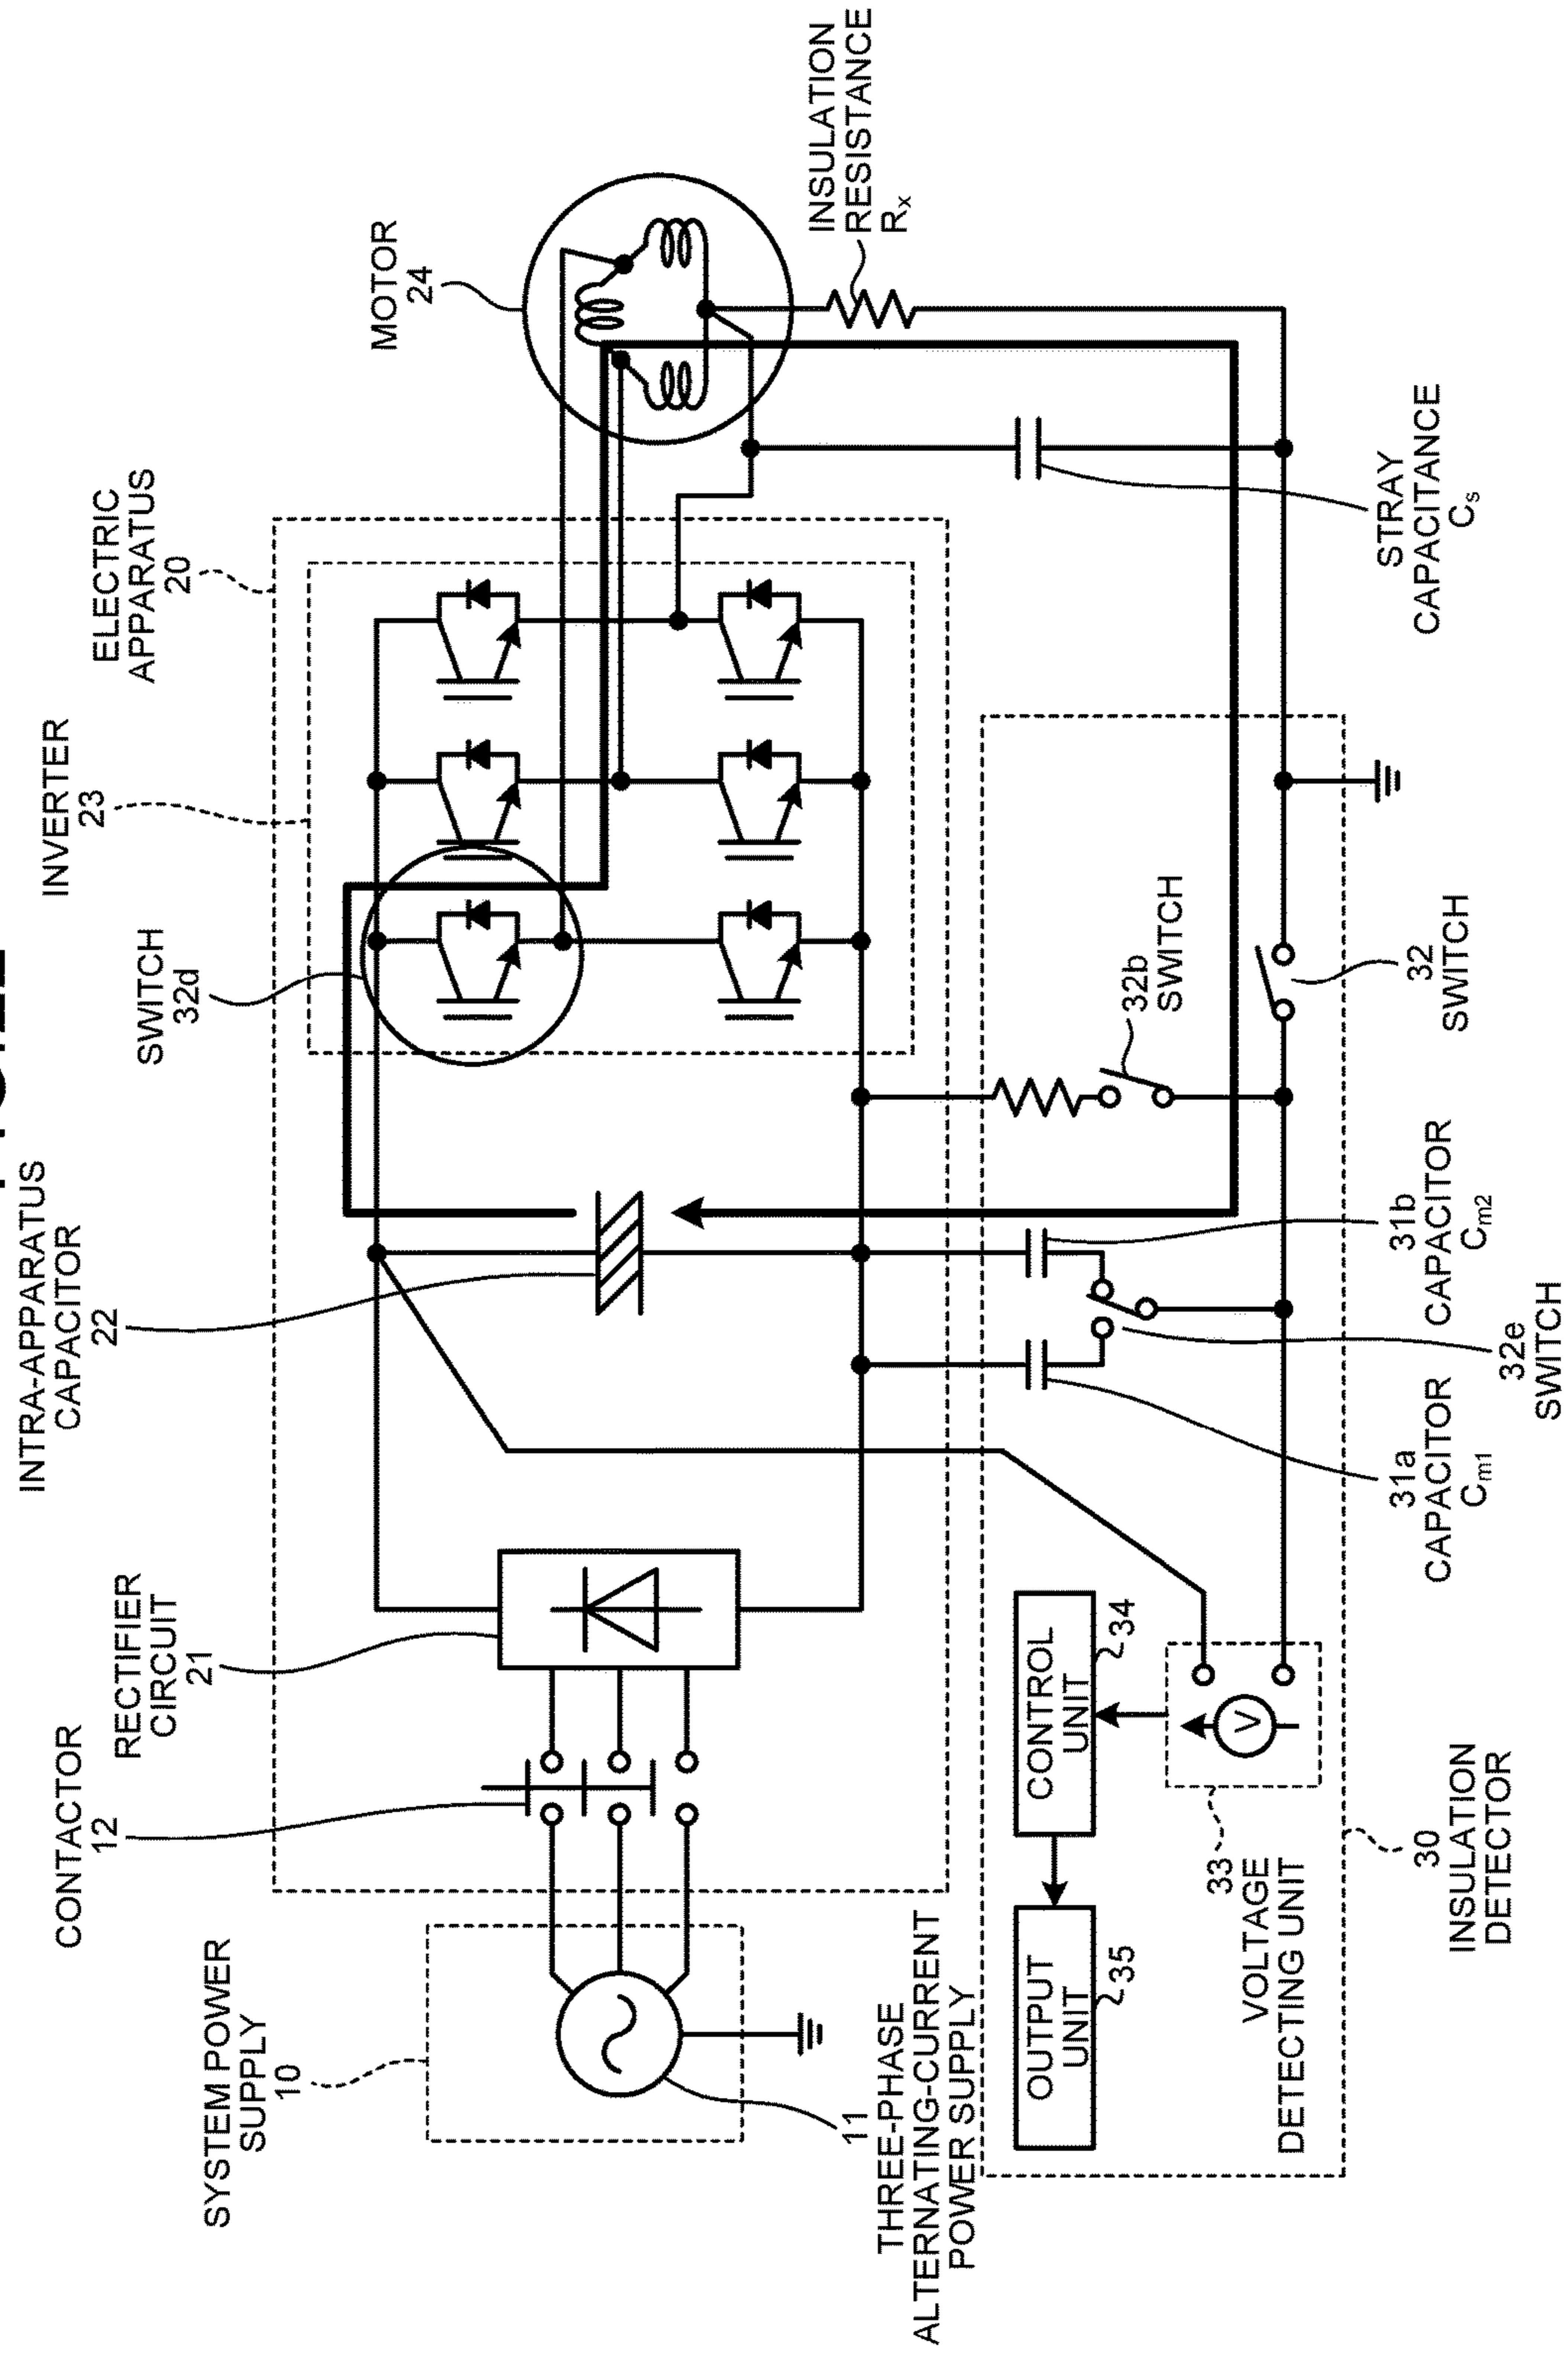 SYSTEM POWER
SUPPLY
10
CONTACTOR
12
RECTIFIER
CIRCUIT
21
INTRA-APPARATUS
CAPACITOR
22
SWITCH
32d
INVERTER
23
ELECTRIC
APPARATUS
20
MOTOR
24
INSULATION
RESISTANCE
Rx
11
THREE-PHASE
ALTERNATING-CURRENT
POWER SUPPLY
OUTPUT
UNIT
35
CONTROL
UNIT
34
V
33
VOLTAGE
DETECTING UNIT
30
INSULATION
DETECTOR
31a
CAPACITOR
Cm1
32e
SWITCH
31b
CAPACITOR
Cm2
32b
SWITCH
32
SWITCH
STRAY
CAPACITANCE
Cs